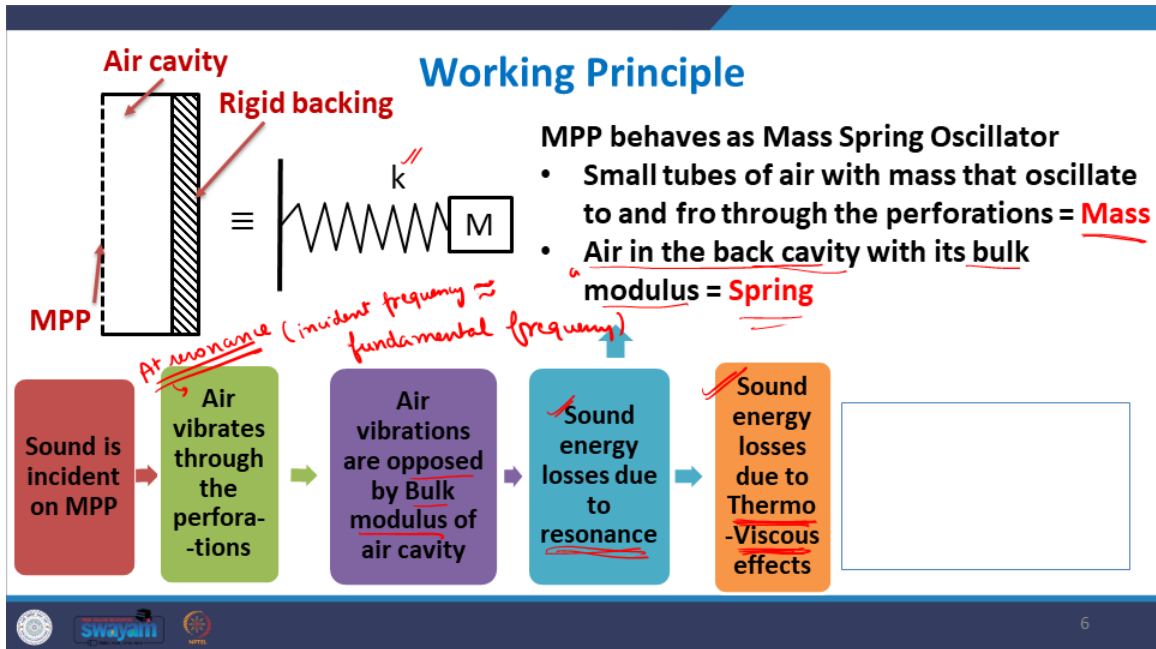 Working Principle
Air cavity
Rigid backing
MPP
≡
k
M
MPP behaves as Mass Spring Oscillator
• Small tubes of air with mass that oscillate
to and fro through the perforations = Mass
• Air in the back cavity with its bulk
modulus = Spring
At resonance (incident frequency ≈
fundamental frequency)
Sound is
incident
on MPP
Air
vibrates
through
the
perfora-
-tions
Air
vibrations
are opposed
by Bulk
modulus of
air cavity
Sound
energy
losses due
to
resonance
Sound
energy
losses
due to
Thermo
-Viscous
effects
swayam
NPTEL
6